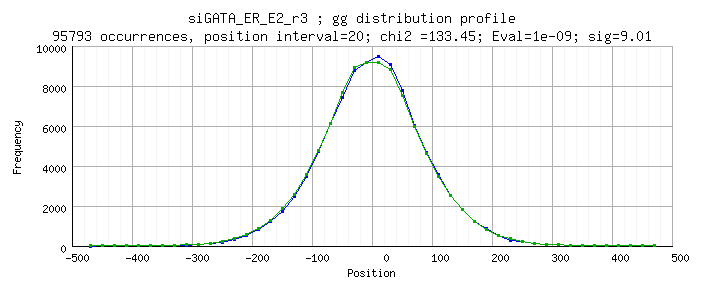 siGATA_ER_E2_r3 ; gg distribution profile
95793 occurrences, position interval=20; chi2 =133.45; Eval=1e-09; sig=9.01
10000
8000
6000
4000
2000
0
Frequency
-500 -400 -300 -200 -100 0 100 200 300 400 500
Position